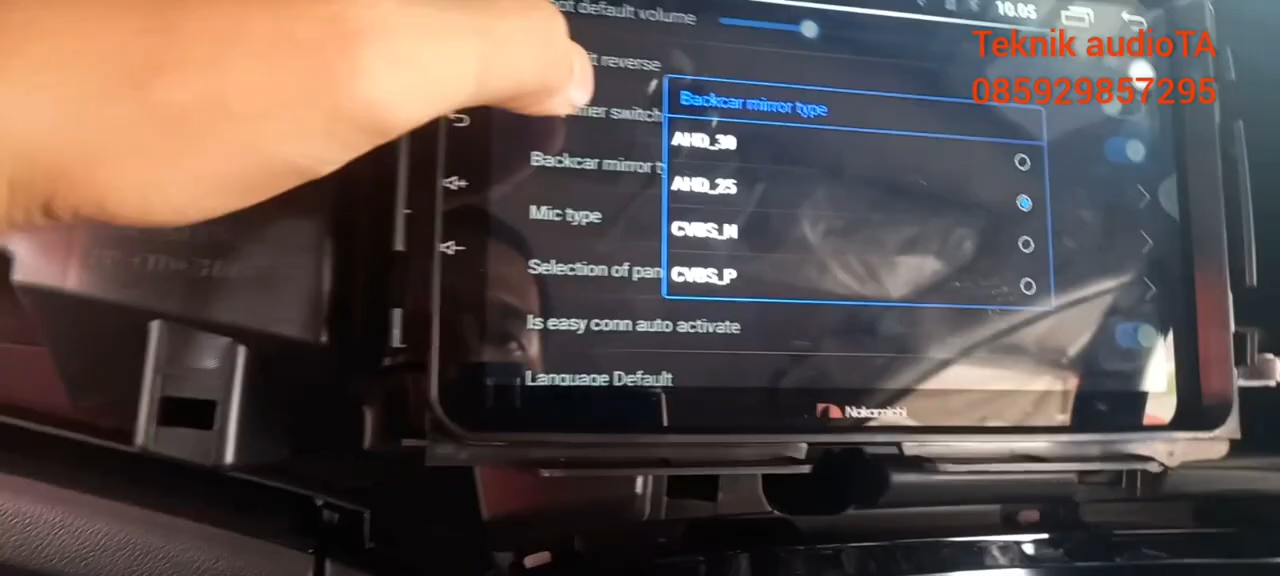 default volume
10.05
Teknik audioTA
085929857295
reverse
switch
Backcar mirror type
AHD_30
Backcar mirror t
AHD_25
Mic type
CVBS_N
Selection of pan
CVBS_P
Is easy conn auto activate
Language Default
Nakamichi